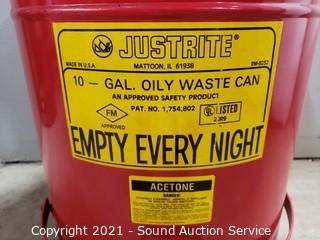 JUSTRITE®
MADE IN U.S.A.
MATTOON, IL 61938
10 — GAL. OILY WASTE CAN
AN APPROVED SAFETY PRODUCT
PAT. NO. 1,754,802
FM
APPROVED
UL LISTED
EMPTY EVERY NIGHT
ACETONE
DANGER!
Copyright 2021 - Sound Auction Service